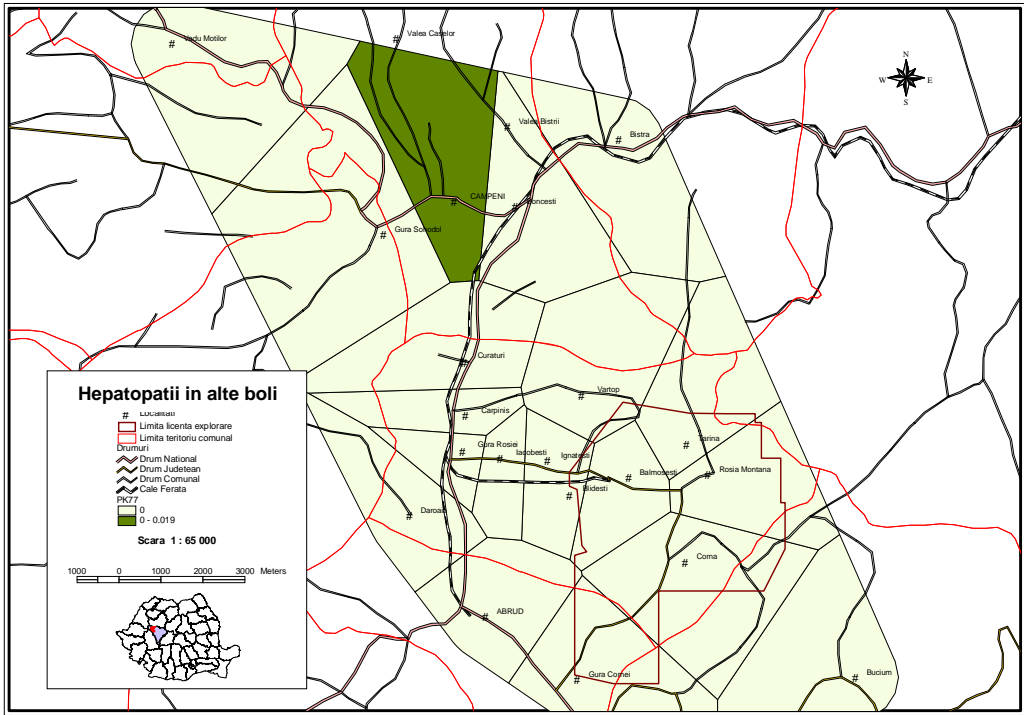 Vadu Motilor
#
Valea Caselor
#
N
W
E
S
Valea Bistrii
#
Bistra
#
CAMPENI
#
#
Gura Sohodol
#
Curaturi
#
Vartop
#
Carpinis
#
Gura Rosiei
#
Iacobesti
#
Ignatesti
#
Tarina
#
Balmosesti
#
Rosia Montana
#
Blidesti
#
Daroaia
#
Corna
#
ABRUD
#
Gura Cornei
#
Bucium
#
Hepatopatii in alte boli
# Localitati
Limita licenta explorare
Limita teritoriu comunal
Drumuri
Drum National
Drum Judetean
Drum Comunal
Cale Ferata
PK77
0
0 - 0.019
Scara 1 : 65 000
1000 0 1000 2000 3000 Meters